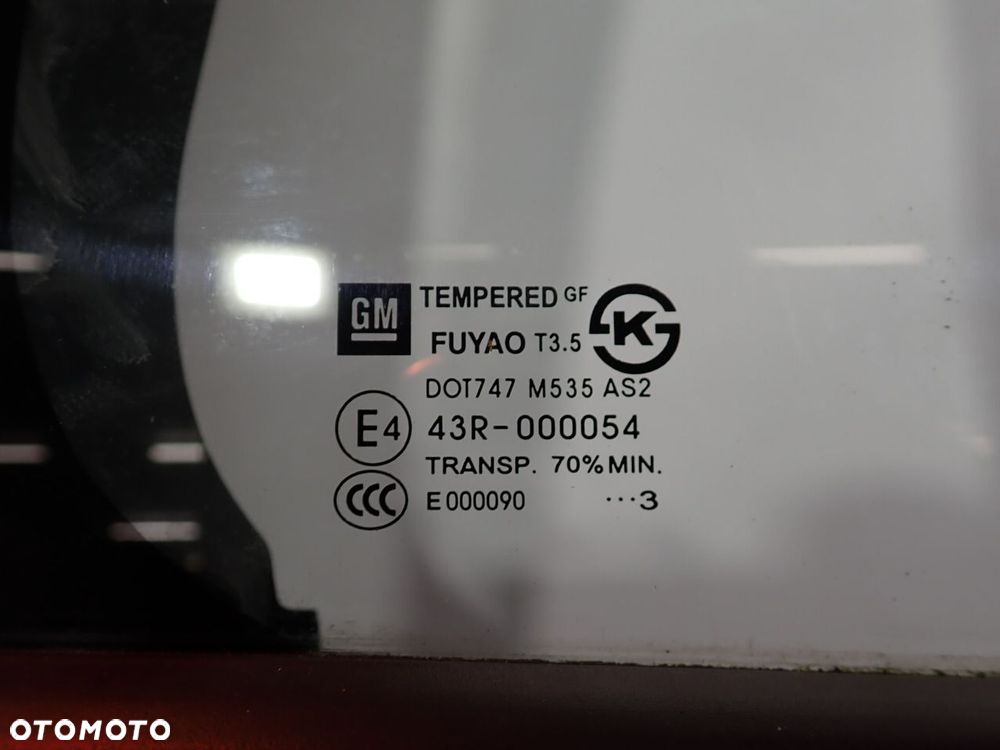 GM TEMPERED GF
FUYAO T3.5 K
DOT747 M535 AS2
E4 43R-000054
TRANSP. 70% MIN.
CCC E000090 ...3
OTOMOTO